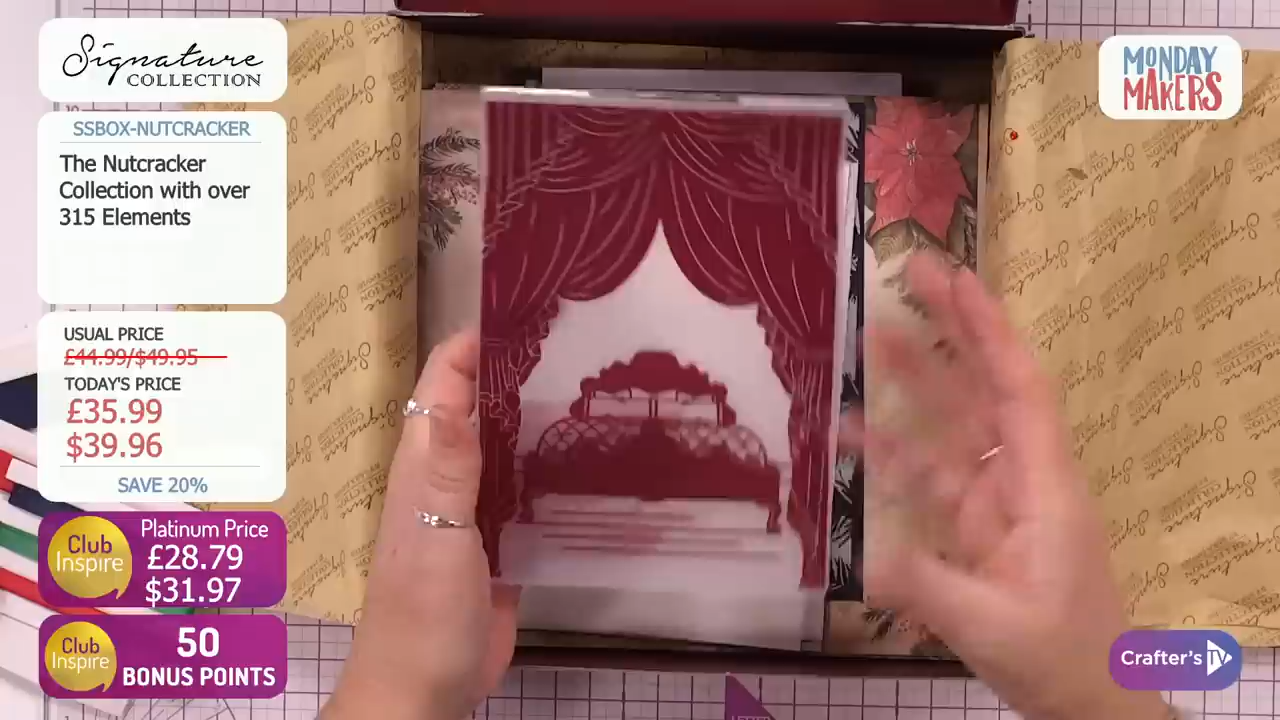 Signature
COLLECTION
SSBOX-NUTCRACKER
The Nutcracker
Collection with over
315 Elements
USUAL PRICE
£44.99/$49.95
TODAY'S PRICE
£35.99
$39.96
SAVE 20%
Club
Inspire
Platinum Price
£28.79
$31.97
Club
Inspire
50
BONUS POINTS
MONDAY
MAKERS
Crafter's TV
Signature
COLLECTION